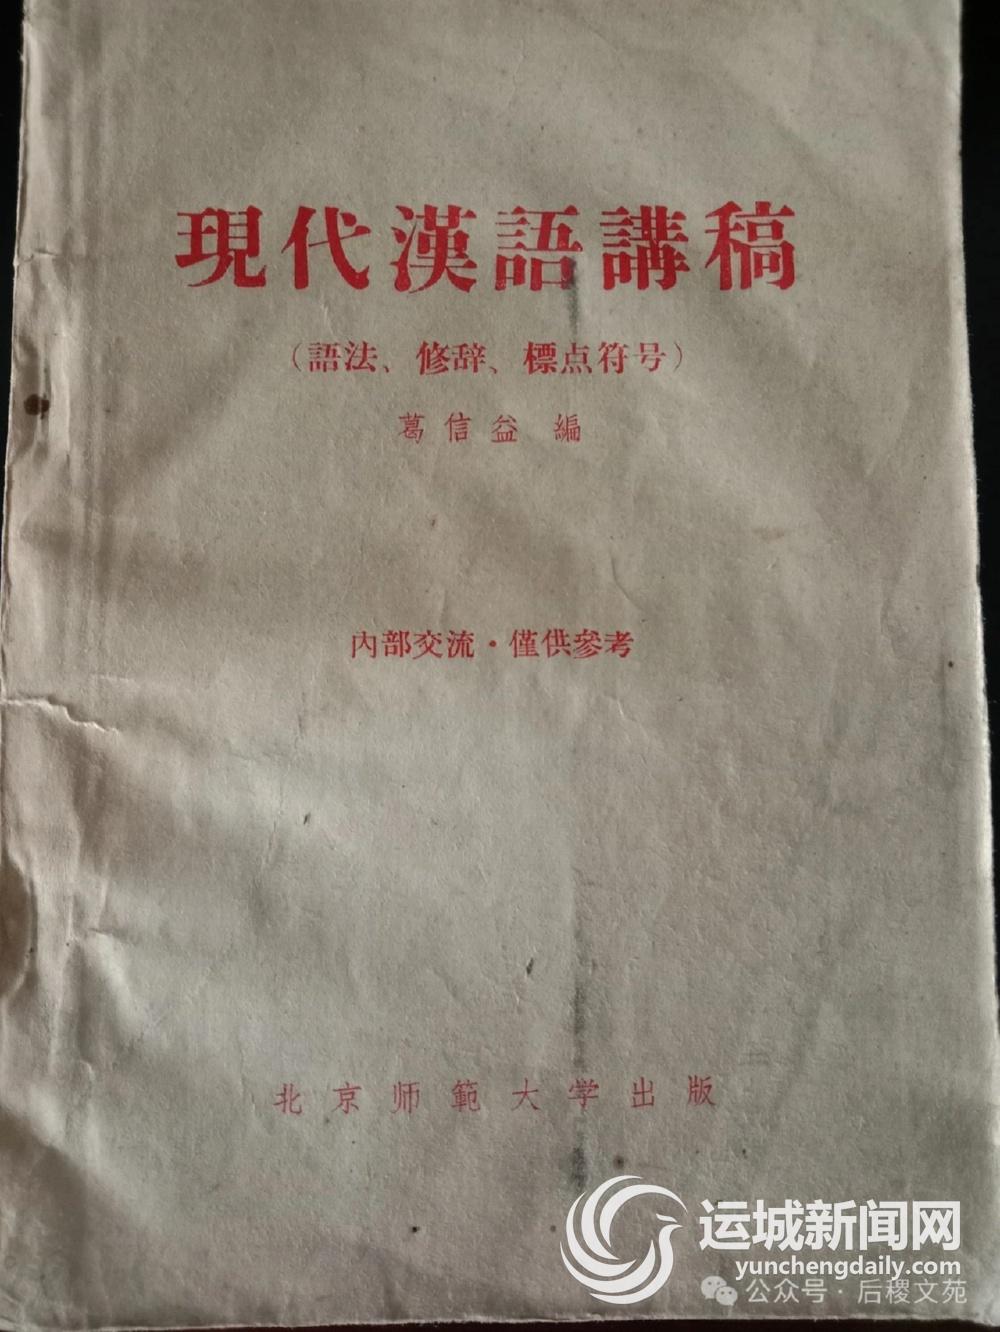 現代漢語講稿
（語法、修辞、標点符号）
葛信益 編
內部交流·僅供參考
北京师範大学出版
运城新闻网
yunchengdaily.com
公众号·后稷文苑